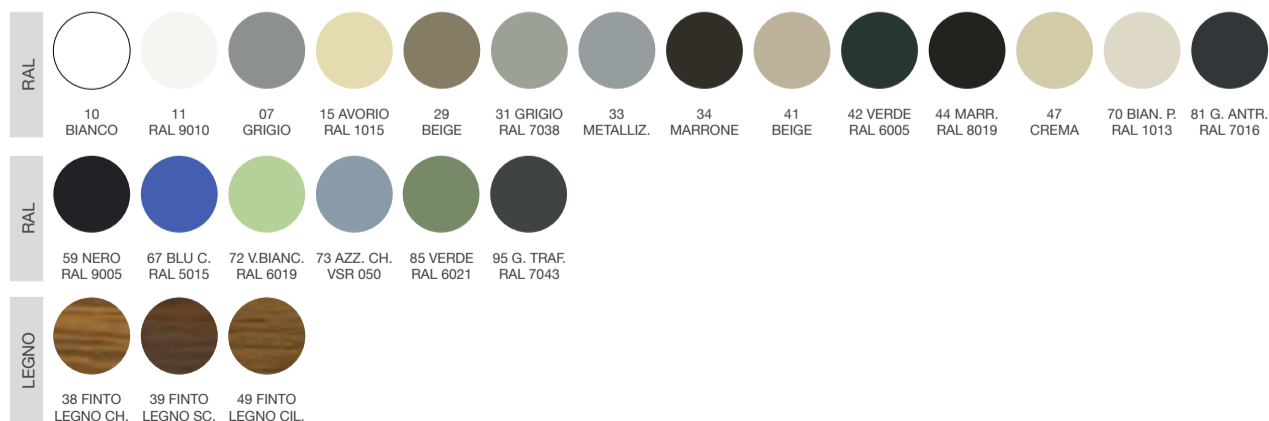 RAL
10
BIANCO
11
RAL 9010
07
GRIGIO
15 AVORIO
RAL 1015
29
BEIGE
31 GRIGIO
RAL 7038
33
METALLIZ.
34
MARRONE
41
BEIGE
42 VERDE
RAL 6005
44 MARR.
RAL 8019
47
CREMA
70 BIAN. P.
RAL 1013
81 G. ANTR.
RAL 7016
RAL
59 NERO
RAL 9005
67 BLU C.
RAL 5015
72 V.BIANC.
RAL 6019
73 AZZ. CH.
VSR 050
85 VERDE
RAL 6021
95 G. TRAF.
RAL 7043
LEGNO
38 FINTO
LEGNO CH.
39 FINTO
LEGNO SC.
49 FINTO
LEGNO CIL.